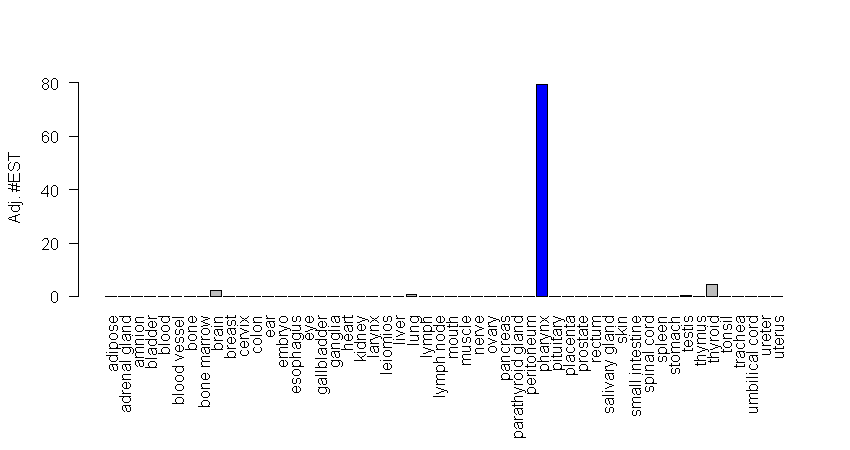 Adj. #EST
80
60
40
20
0
adipose
adrenal gland
amnion
bladder
blood
blood vessel
bone
bone marrow
brain
breast
cervix
colon
ear
embryo
esophagus
eye
gallbladder
ganglia
heart
kidney
larynx
leiomios
liver
lung
lymph
lymph node
mouth
muscle
nerve
ovary
pancreas
parathyroid gland
peritoneum
pharynx
pituitary
placenta
prostate
rectum
salivary gland
skin
small intestine
spinal cord
spleen
stomach
testis
thymus
thyroid
tonsil
trachea
umbilical cord
ureter
uterus